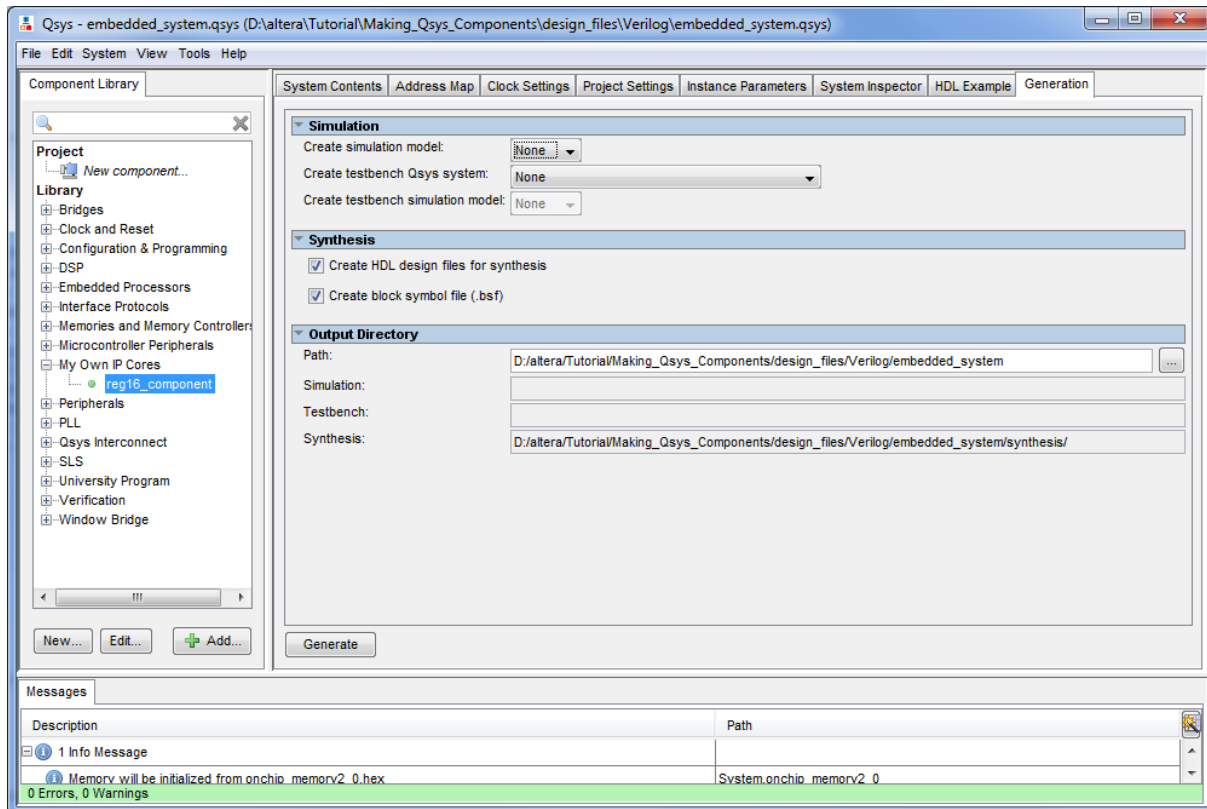 Qsys - embedded_system.qsys (D:\altera\Tutorial\Making_Qsys_Components\design_files\Verilog\embedded_system.qsys)
File Edit System View Tools Help
Component Library
System Contents Address Map Clock Settings Project Settings Instance Parameters System Inspector HDL Example Generation
Project
New component...
Library
Bridges
Clock and Reset
Configuration & Programming
DSP
Embedded Processors
Interface Protocols
Memories and Memory Controllers
Microcontroller Peripherals
My Own IP Cores
reg16_component
Peripherals
PLL
Qsys Interconnect
SLS
University Program
Verification
Window Bridge
New... Edit... Add...
Simulation
Create simulation model: None
Create testbench Qsys system: None
Create testbench simulation model: None
Synthesis
Create HDL design files for synthesis
Create block symbol file (.bsf)
Output Directory
Path: D:/altera/Tutorial/Making_Qsys_Components/design_files/Verilog/embedded_system ...
Simulation:
Testbench:
Synthesis: D:/altera/Tutorial/Making_Qsys_Components/design_files/Verilog/embedded_system/synthesis/
Generate
Messages
Description Path
1 Info Message
Memory will be initialized from onchip_memory2_0.hex System.onchip_memory2_0
0 Errors, 0 Warnings